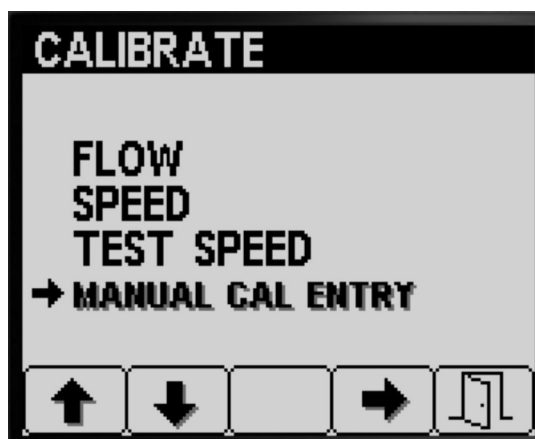 CALIBRATE
FLOW
SPEED
TEST SPEED
MANUAL CAL ENTRY